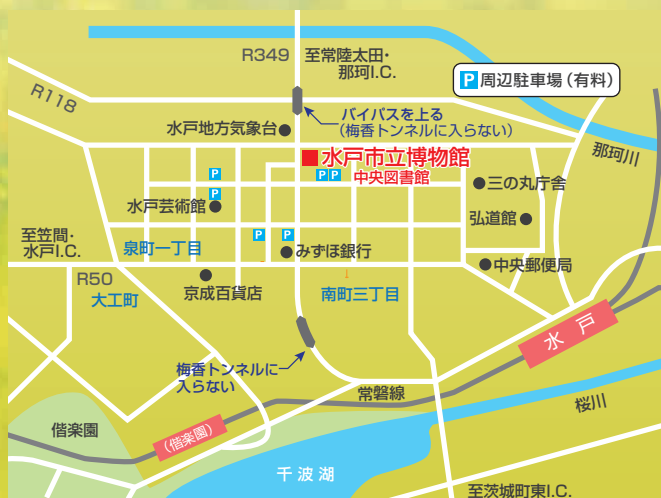 R349
至常陸太田・
那珂I.C.
P周辺駐車場(有料)
R118
バイパスを上る
(梅香トンネルに入らない)
水戸地方気象台
那珂川
水戸市立博物館
中央図書館
P
P P
三の丸庁舎
P
水戸芸術館
弘道館
至笠間・
水戸I.C.
泉町一丁目
P
P
みずほ銀行
中央郵便局
R50
京成百貨店
南町三丁目
大工町
水戸
梅香トンネルに
入らない
常磐線
桜川
偕楽園
(偕楽園)
千波湖
至茨城町東I.C.